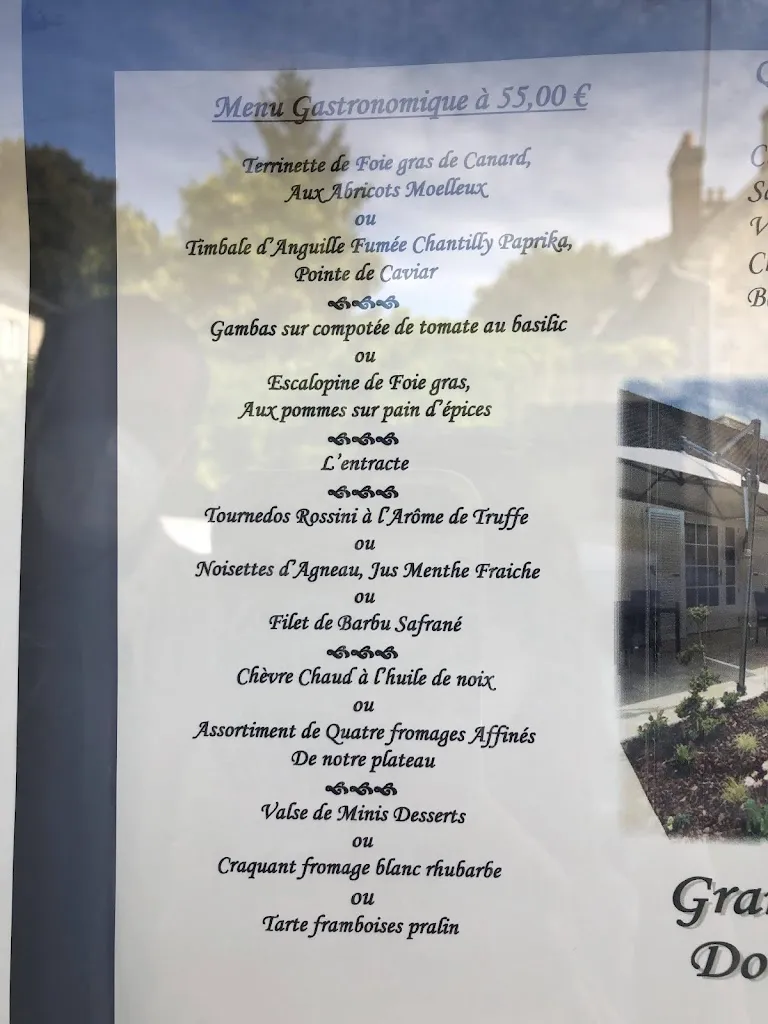 Menu Gastronomique à 55,00 €
Terrinette de Foie gras de Canard,
Aux Abricots Moelleux
ou
Timbale d'Anguille Fumée Chantilly Paprika,
Pointe de Caviar
Gambas sur compotée de tomate au basilic
ou
Escalopine de Foie gras,
Aux pommes sur pain d'épices
L'entracte
Tournedos Rossini à l'Arôme de Truffe
ou
Noisettes d'Agneau, Jus Menthe Fraiche
ou
Filet de Barbu Safrané
Chèvre Chaud à l'huile de noix
ou
Assortiment de Quatre fromages Affinés
De notre plateau
Valse de Minis Desserts
ou
Craquant fromage blanc rhubarbe
ou
Tarte framboises pralin